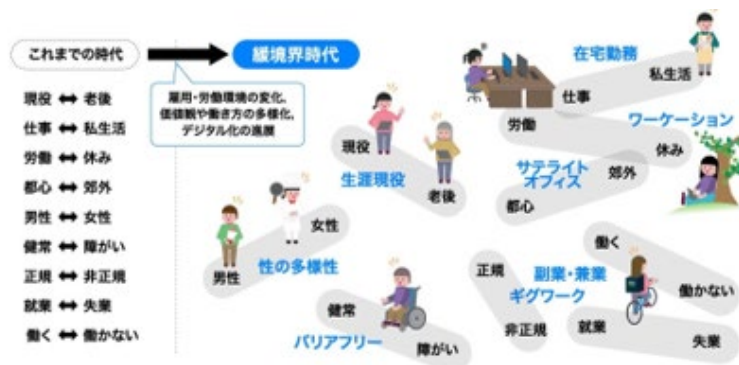 これまでの時代
緩境界時代
雇用・労働環境の変化、
価値観や働き方の多様化、
デジタル化の進展
現役 ⇔ 老後
仕事 ⇔ 私生活
労働 ⇔ 休み
都心 ⇔ 郊外
男性 ⇔ 女性
健常 ⇔ 障がい
正規 ⇔ 非正規
就業 ⇔ 失業
働く ⇔ 働かない
在宅勤務
私生活
仕事
労働
ワーケーション
休み
現役
生涯現役
老後
サテライト
オフィス
郊外
都心
女性
男性
性の多様性
健常
バリアフリー
障がい
正規
副業・兼業
ギグワーク
非正規
働く
働かない
就業
失業